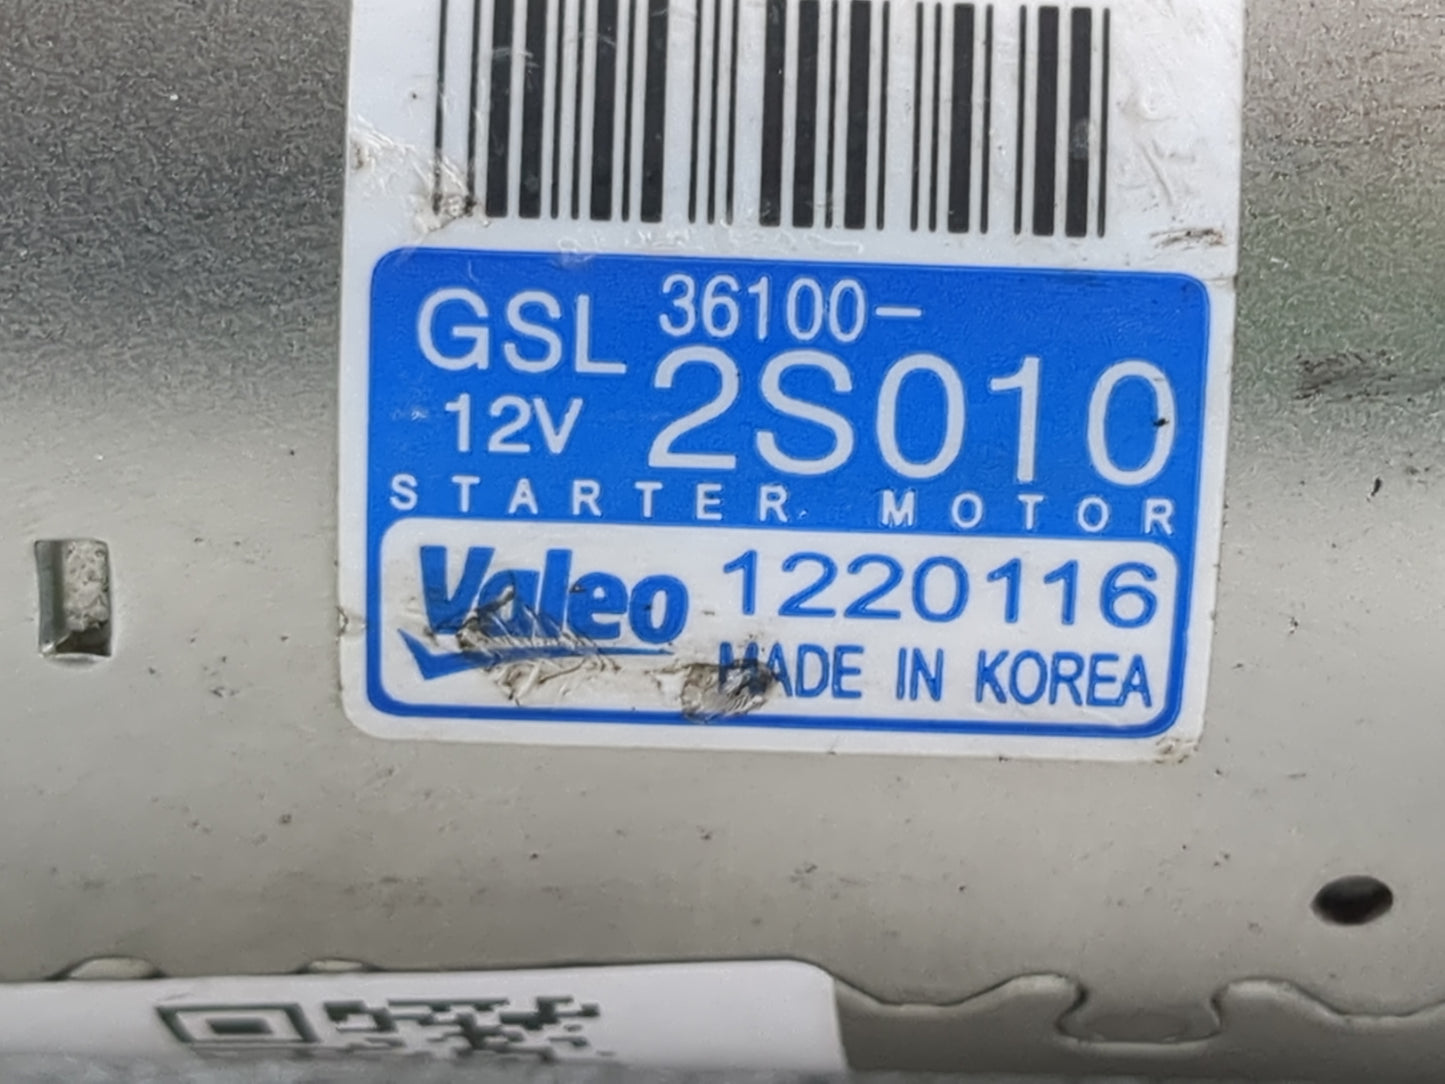 GSL 36100-
12V 2S010
STARTER MOTOR
Valeo 1220116
MADE IN KOREA